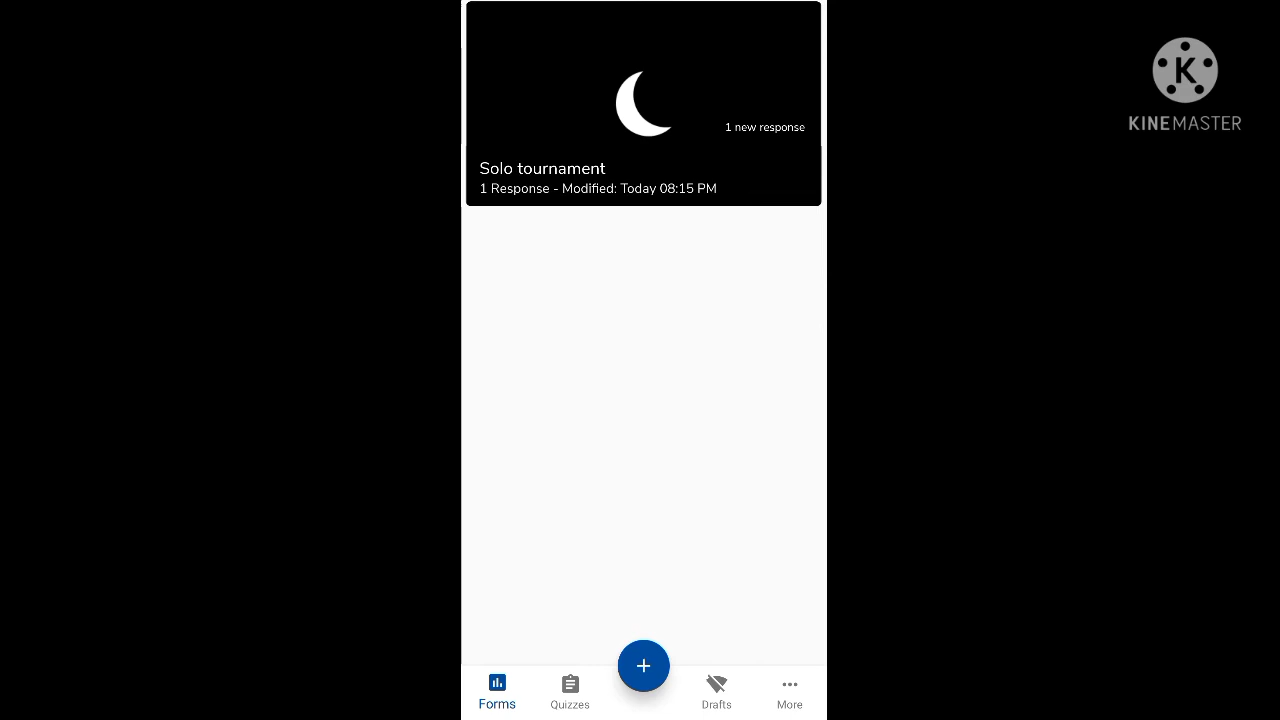 1 new response
Solo tournament
1 Response - Modified: Today 08:15 PM
K
KINEMASTER
+
Forms
Quizzes
Drafts
More